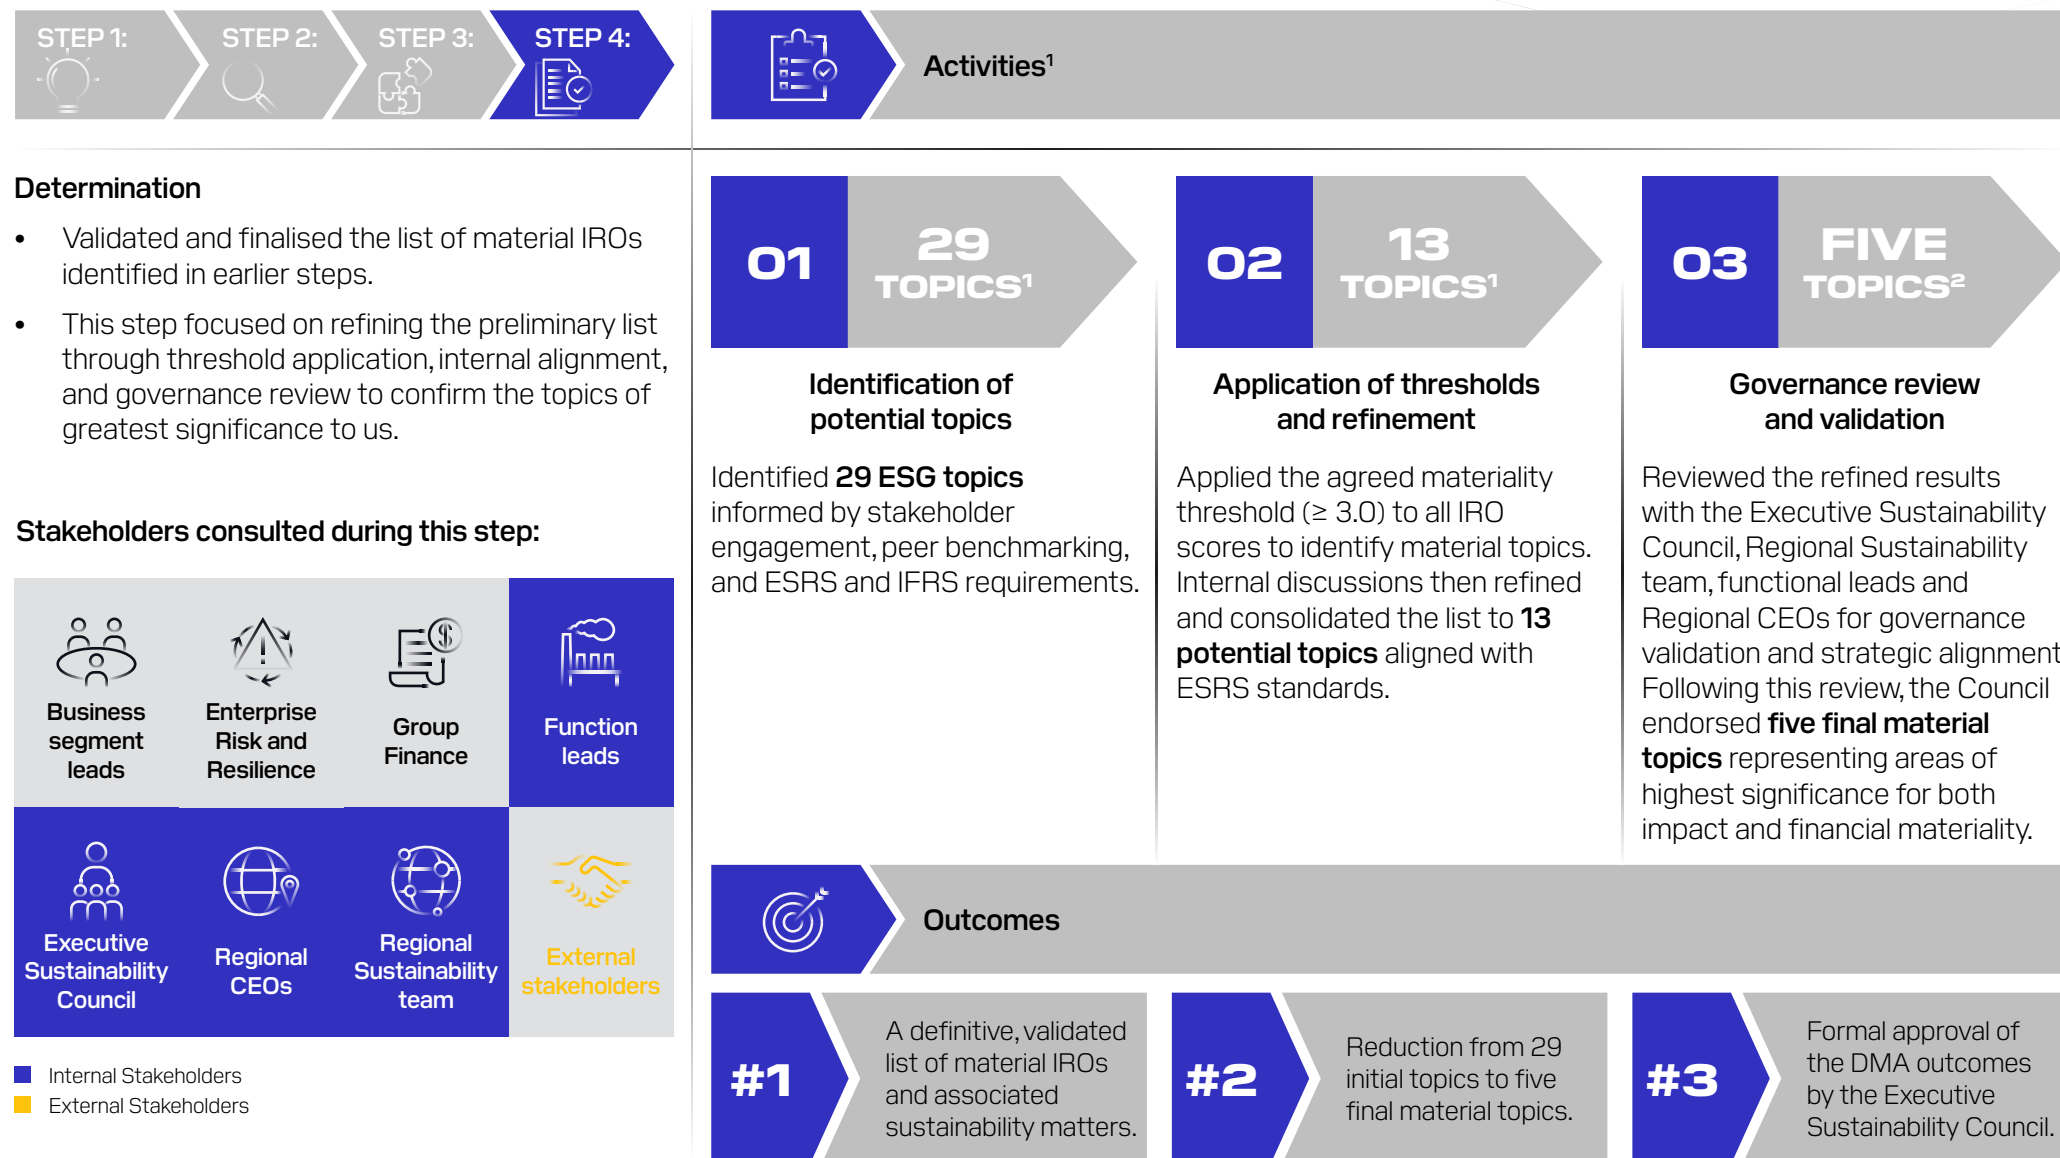 STEP 1:
STEP 2:
STEP 3:
STEP 4:
Determination
• Validated and finalised the list of material IROs
identified in earlier steps.
• This step focused on refining the preliminary list
through threshold application, internal alignment,
and governance review to confirm the topics of
greatest significance to us.
Stakeholders consulted during this step:
Business
segment
leads
Enterprise
Risk and
Resilience
Group
Finance
Function
leads
Executive
Sustainability
Council
Regional
CEOs
Regional
Sustainability
team
External
stakeholders
Internal Stakeholders
External Stakeholders
Activities¹
01
29
TOPICS¹
Identification of
potential topics
Identified 29 ESG topics
informed by stakeholder
engagement, peer benchmarking,
and ESRS and IFRS requirements.
02
13
TOPICS¹
Application of thresholds
and refinement
Applied the agreed materiality
threshold (≥ 3.0) to all IRO
scores to identify material topics.
Internal discussions then refined
and consolidated the list to 13
potential topics aligned with
ESRS standards.
03
FIVE
TOPICS²
Governance review
and validation
Reviewed the refined results
with the Executive Sustainability
Council, Regional Sustainability
team, functional leads and
Regional CEOs for governance
validation and strategic alignment
Following this review, the Council
endorsed five final material
topics representing areas of
highest significance for both
impact and financial materiality.
Outcomes
#1
A definitive, validated
list of material IROs
and associated
sustainability matters.
#2
Reduction from 29
initial topics to five
final material topics.
#3
Formal approval of
the DMA outcomes
by the Executive
Sustainability Council.